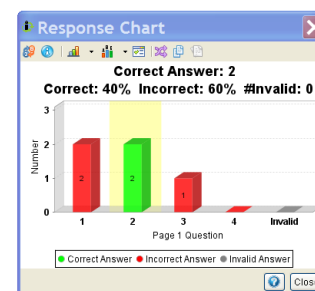 Response Chart
Correct Answer: 2
Correct: 40% Incorrect: 60% #Invalid: 0
3
2
1
0
Number
2
2
1
1 2 3 4 Invalid
Page 1 Question
Correct Answer Incorrect Answer Invalid Answer
Clos